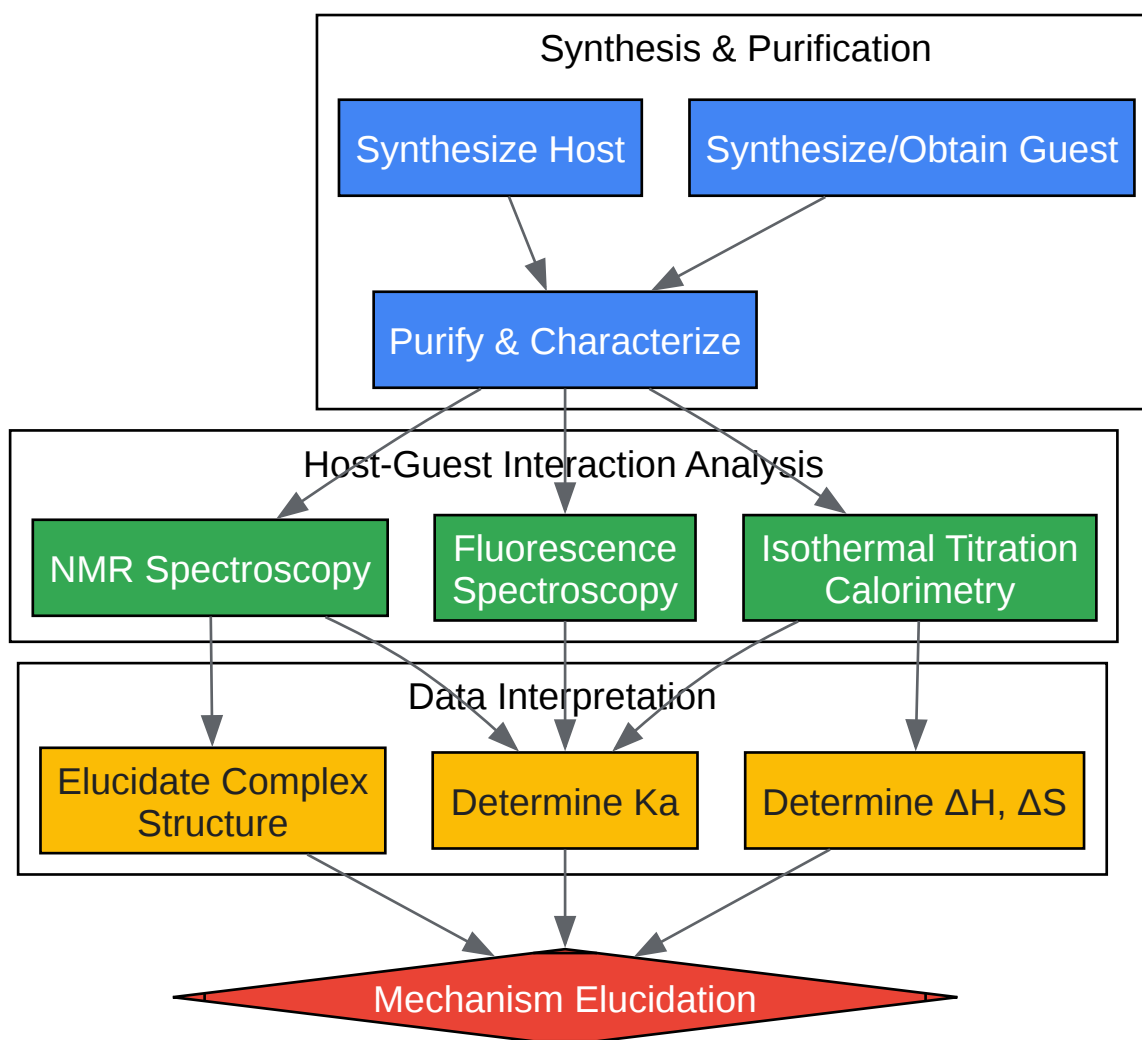 Synthesis & Purification
Synthesize Host
Synthesize/Obtain Guest
Purify & Characterize
Host-Guest Interaction Analysis
NMR Spectroscopy
Fluorescence
Spectroscopy
Isothermal Titration
Calorimetry
Data Interpretation
Elucidate Complex
Structure
Determine Ka
Determine ΔH, ΔS
Mechanism Elucidation